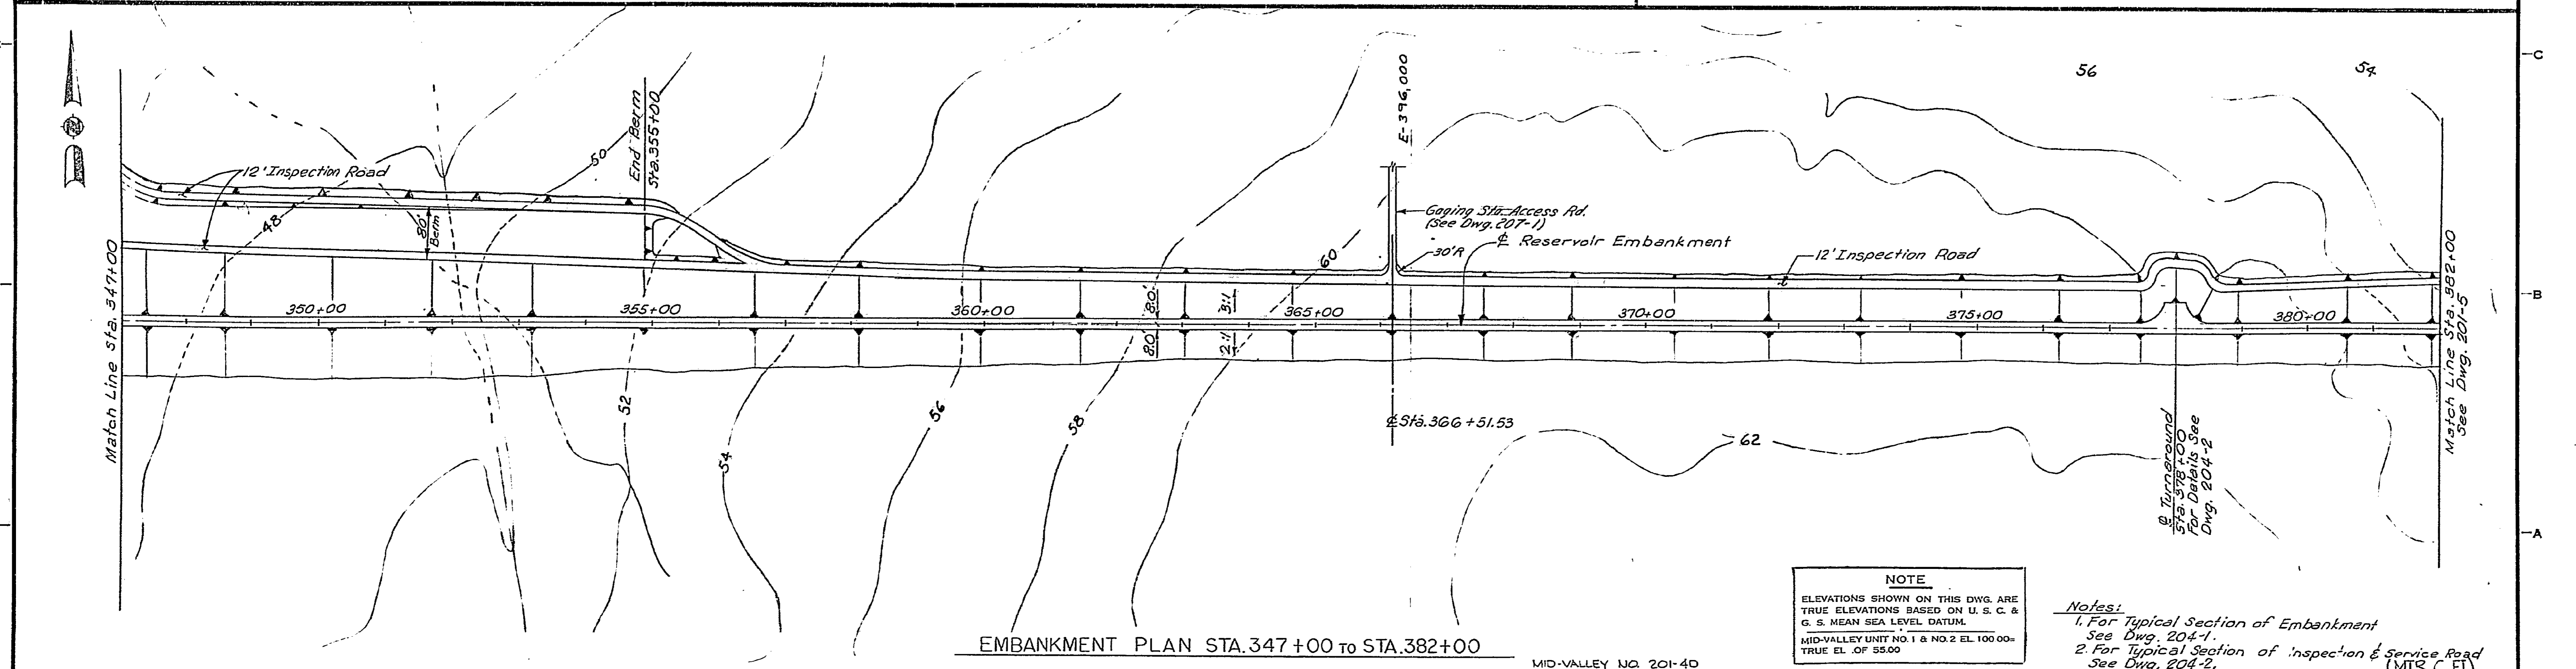 C
B
A
56
54
E-396,000
End Berm
Sta.355+00
50
12' Inspection Road
48
80'
Berm
Gaging Sta. Access Rd.
(See Dwg. 207-1)
30'R
℄ Reservoir Embankment
60
12' Inspection Road
Match Line Sta. 347+00
350+00
355+00
360+00
8.0'
3:1
365+00
370+00
375+00
380+00
8.0'
2:1
Match Line Sta. 382+00
See Dwg. 201-5
52
54
56
58
62
℄ Sta. 366+51.53
℄ Turnaround
Sta. 378+00
For Details See
Dwg. 204-2
NOTE
ELEVATIONS SHOWN ON THIS DWG. ARE
TRUE ELEVATIONS BASED ON U. S. C. &
G. S. MEAN SEA LEVEL DATUM.
MID-VALLEY UNIT NO. 1 & NO. 2 EL. 100.00=
TRUE EL. OF 55.00
Notes:
1. For Typical Section of Embankment
See Dwg. 204-1.
2. For Typical Section of Inspection & Service Road
See Dwg. 204-2.
EMBANKMENT PLAN STA. 347+00 TO STA. 382+00
MID-VALLEY NO. 201-4D